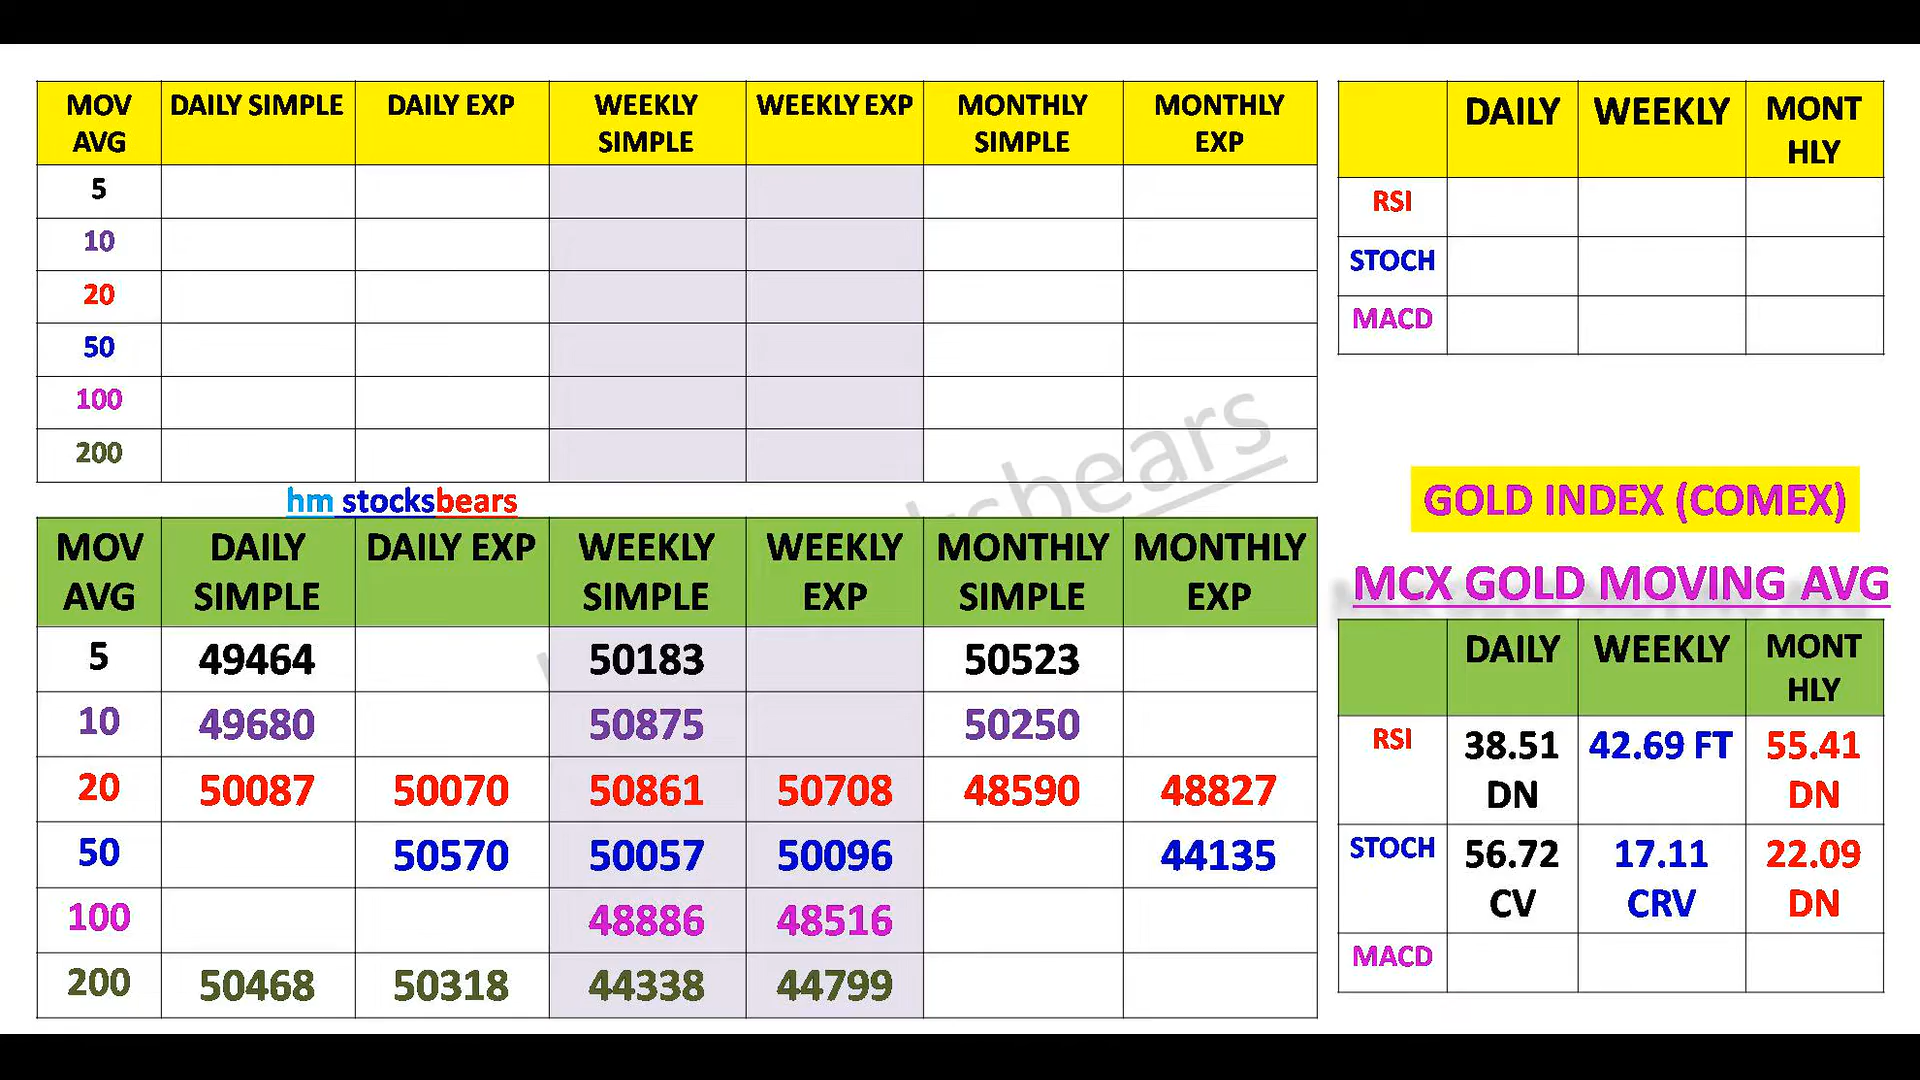 MOV AVG DAILY SIMPLE DAILY EXP WEEKLY SIMPLE WEEKLY EXP MONTHLY SIMPLE MONTHLY EXP
5
10
20
50
100
200
DAILY WEEKLY MONT HLY
RSI
STOCH
MACD
hm stocksbears
GOLD INDEX (COMEX)
MCX GOLD MOVING AVG
MOV AVG DAILY SIMPLE DAILY EXP WEEKLY SIMPLE WEEKLY EXP MONTHLY SIMPLE MONTHLY EXP
5 49464 50183 50523
10 49680 50875 50250
20 50087 50070 50861 50708 48590 48827
50 50570 50057 50096 44135
100 48886 48516
200 50468 50318 44338 44799
DAILY WEEKLY MONT HLY
RSI 38.51 DN 42.69 FT 55.41 DN
STOCH 56.72 CV 17.11 CRV 22.09 DN
MACD